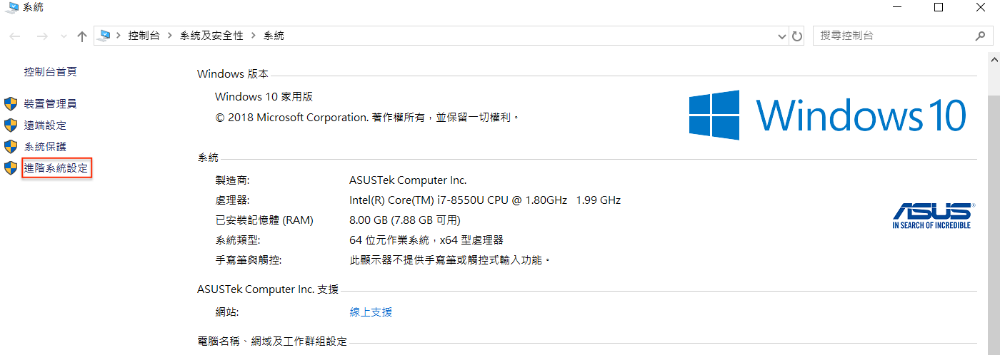 系統
控制台 > 系統及安全性 > 系統
搜尋控制台
控制台首頁
裝置管理員
遠端設定
系統保護
進階系統設定
Windows 版本
Windows 10 家用版
© 2018 Microsoft Corporation. 著作權所有，並保留一切權利。
Windows 10
系統
製造商: ASUSTek Computer Inc.
處理器: Intel(R) Core(TM) i7-8550U CPU @ 1.80GHz 1.99 GHz
已安裝記憶體 (RAM) 8.00 GB (7.88 GB 可用)
系統類型: 64 位元作業系統，x64 型處理器
手寫筆與觸控: 此顯示器不提供手寫筆或觸控式輸入功能。
ASUS®
IN SEARCH OF INCREDIBLE
ASUSTek Computer Inc. 支援
網站: 線上支援
電腦名稱、網域及工作群組設定